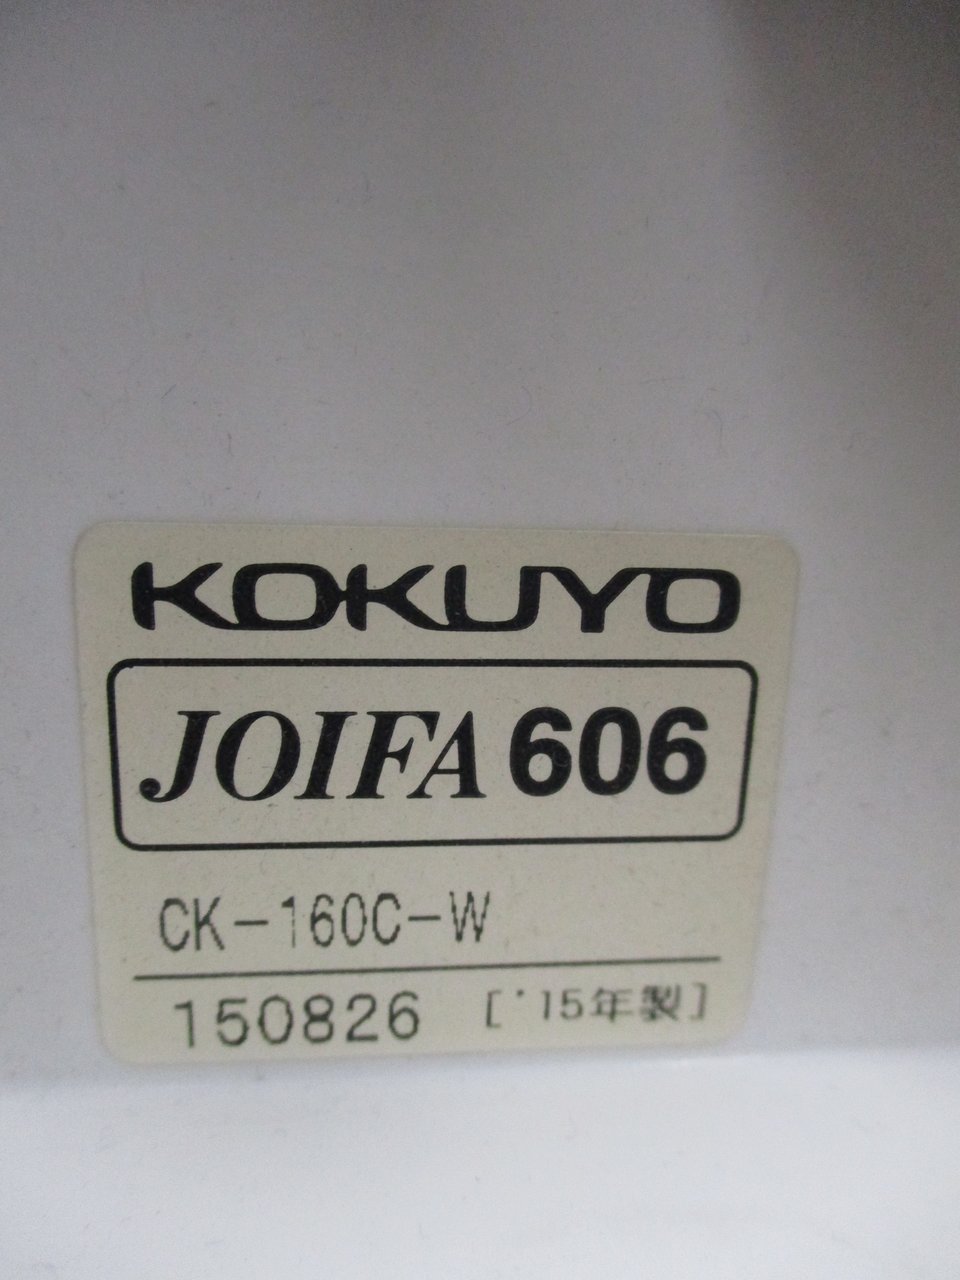 KOKUYO
JOIFA 606
CK-160C-W
150826 ['15年製]